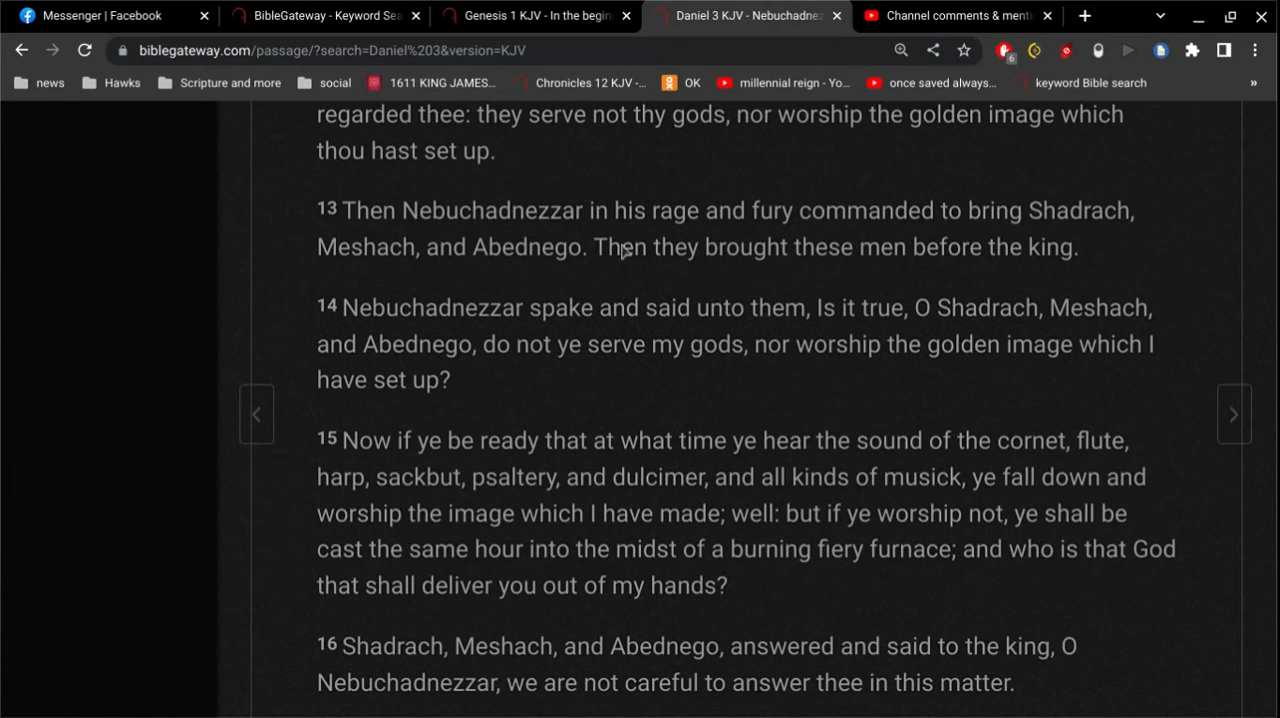 Messenger | Facebook
BibleGateway - Keyword Sea
Genesis 1 KJV - In the beginn
Daniel 3 KJV - Nebuchadnez
Channel comments & menti
biblegateway.com/passage/?search=Daniel%203&version=KJV
6
news
Hawks
Scripture and more
social
1611 KING JAMES...
Chronicles 12 KJV -...
OK
millennial reign - Yo...
once saved always...
keyword Bible search
»
regarded thee: they serve not thy gods, nor worship the golden image which
thou hast set up.
13 Then Nebuchadnezzar in his rage and fury commanded to bring Shadrach,
Meshach, and Abednego. Then they brought these men before the king.
14 Nebuchadnezzar spake and said unto them, Is it true, O Shadrach, Meshach,
and Abednego, do not ye serve my gods, nor worship the golden image which I
have set up?
15 Now if ye be ready that at what time ye hear the sound of the cornet, flute,
harp, sackbut, psaltery, and dulcimer, and all kinds of musick, ye fall down and
worship the image which I have made; well: but if ye worship not, ye shall be
cast the same hour into the midst of a burning fiery furnace; and who is that God
that shall deliver you out of my hands?
16 Shadrach, Meshach, and Abednego, answered and said to the king, O
Nebuchadnezzar, we are not careful to answer thee in this matter.